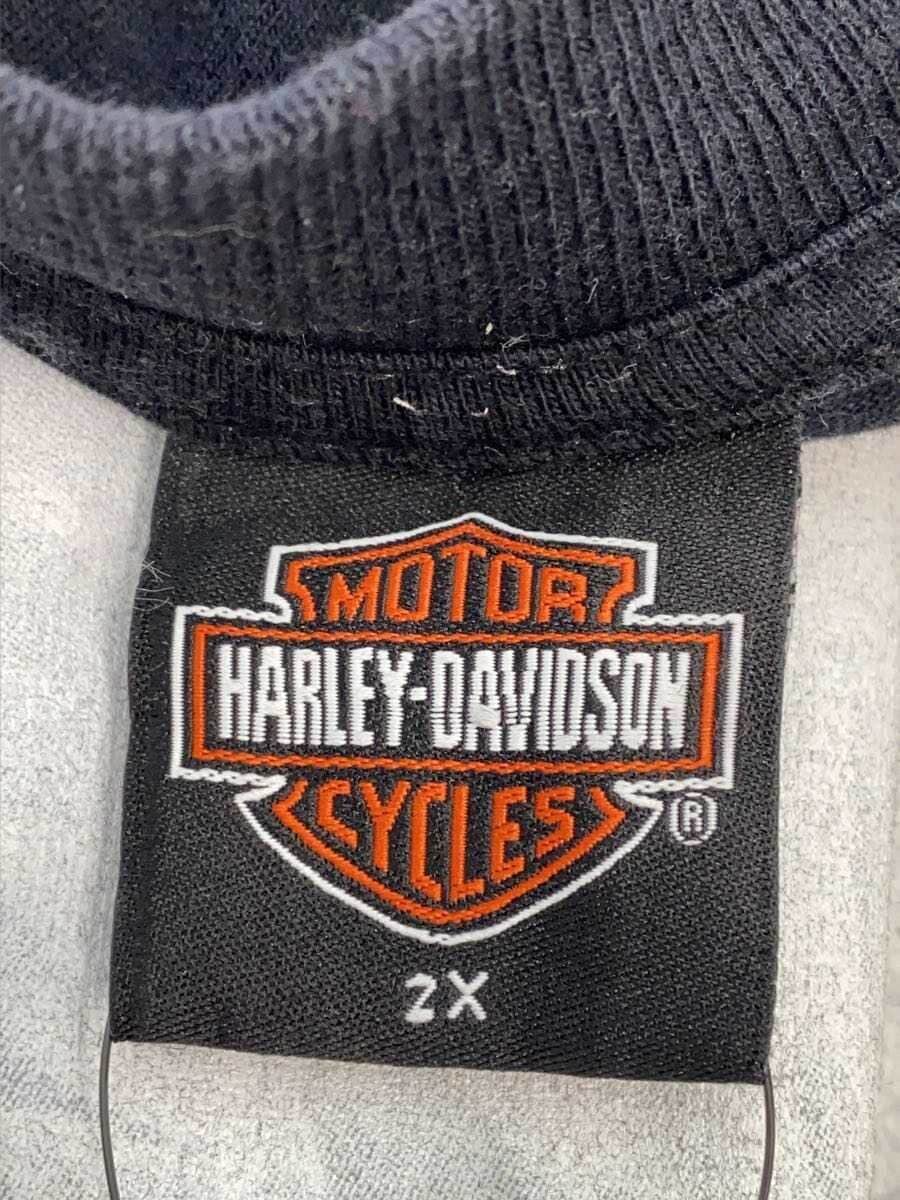 MOTOR
HARLEY-DAVIDSON
CYCLES
®
2X